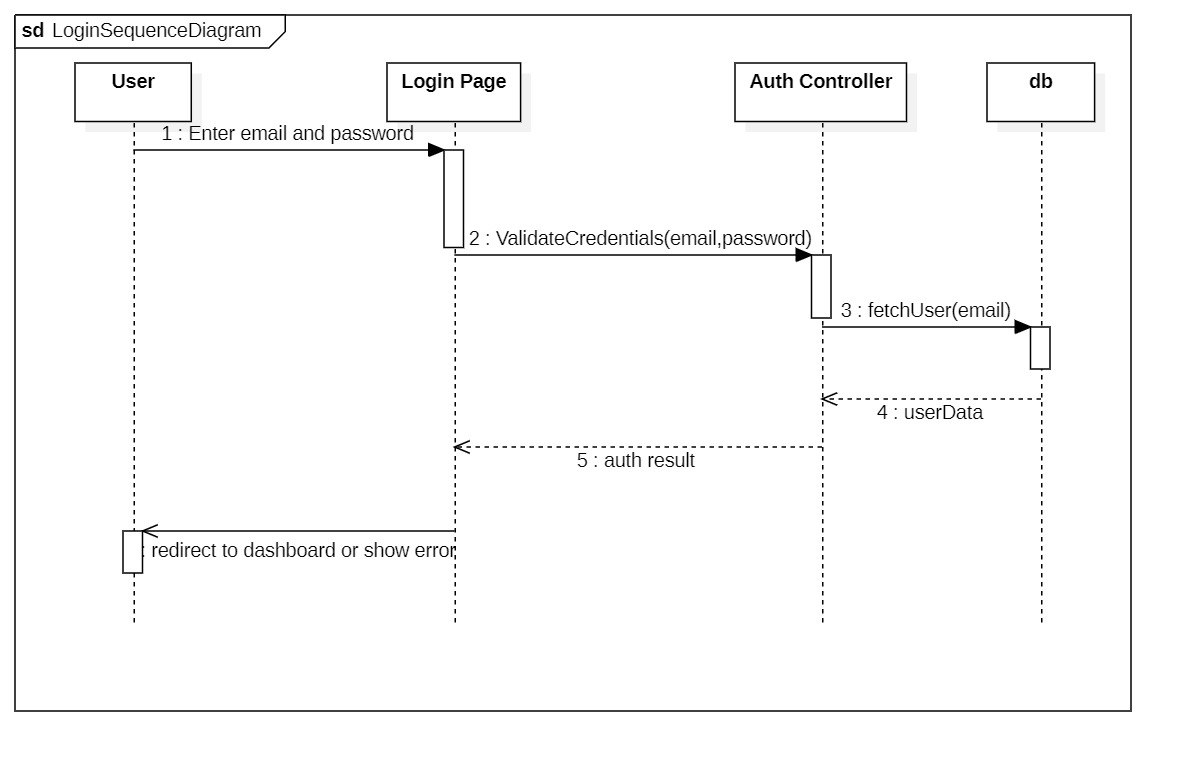 sd LoginSequenceDiagram
User
Login Page
Auth Controller
db
1 : Enter email and password
2 : ValidateCredentials(email,password)
3 : fetchUser(email)
4 : userData
5 : auth result
: redirect to dashboard or show error